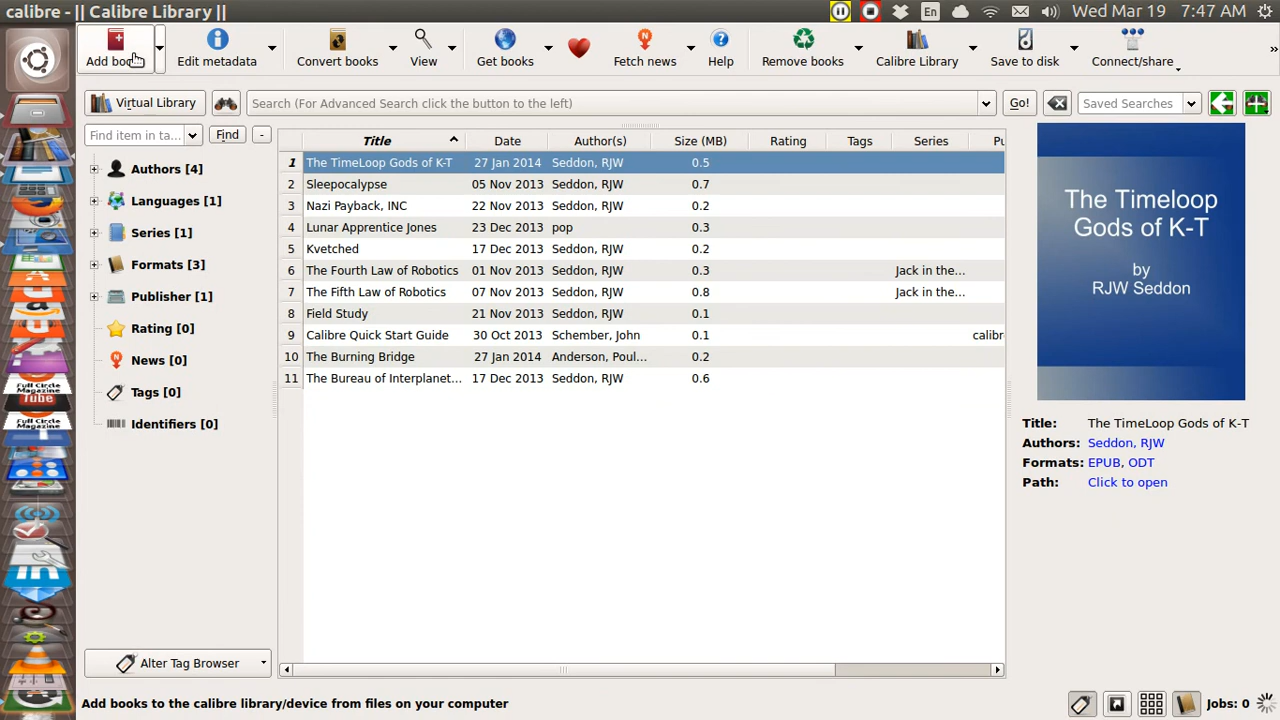 calibre - || Calibre Library ||
En
Wed Mar 19 7:47 AM
Add books
Edit metadata
Convert books
View
Get books
Fetch news
Help
Remove books
Calibre Library
Save to disk
Connect/share
Virtual Library
Search (For Advanced Search click the button to the left)
Go!
Saved Searches
Find item in ta...
Find
-
Title Date Author(s) Size (MB) Rating Tags Series Pu
1 The TimeLoop Gods of K-T 27 Jan 2014 Seddon, RJW 0.5
2 Sleepocalypse 05 Nov 2013 Seddon, RJW 0.7
3 Nazi Payback, INC 22 Nov 2013 Seddon, RJW 0.2
4 Lunar Apprentice Jones 23 Dec 2013 pop 0.3
5 Kvetched 17 Dec 2013 Seddon, RJW 0.2
6 The Fourth Law of Robotics 01 Nov 2013 Seddon, RJW 0.3 Jack in the...
7 The Fifth Law of Robotics 07 Nov 2013 Seddon, RJW 0.8 Jack in the...
8 Field Study 21 Nov 2013 Seddon, RJW 0.1
9 Calibre Quick Start Guide 30 Oct 2013 Schember, John 0.1 calibr
10 The Burning Bridge 27 Jan 2014 Anderson, Poul... 0.2
11 The Bureau of Interplanet... 17 Dec 2013 Seddon, RJW 0.6
Authors [4]
Languages [1]
Series [1]
Formats [3]
Publisher [1]
Rating [0]
News [0]
Tags [0]
Identifiers [0]
Alter Tag Browser
The Timeloop
Gods of K-T
by
RJW Seddon
Title: The TimeLoop Gods of K-T
Authors: Seddon, RJW
Formats: EPUB, ODT
Path: Click to open
Full Circle
Magazine
Tube
Full Circle
Magazine
Add books to the calibre library/device from files on your computer
Jobs: 0